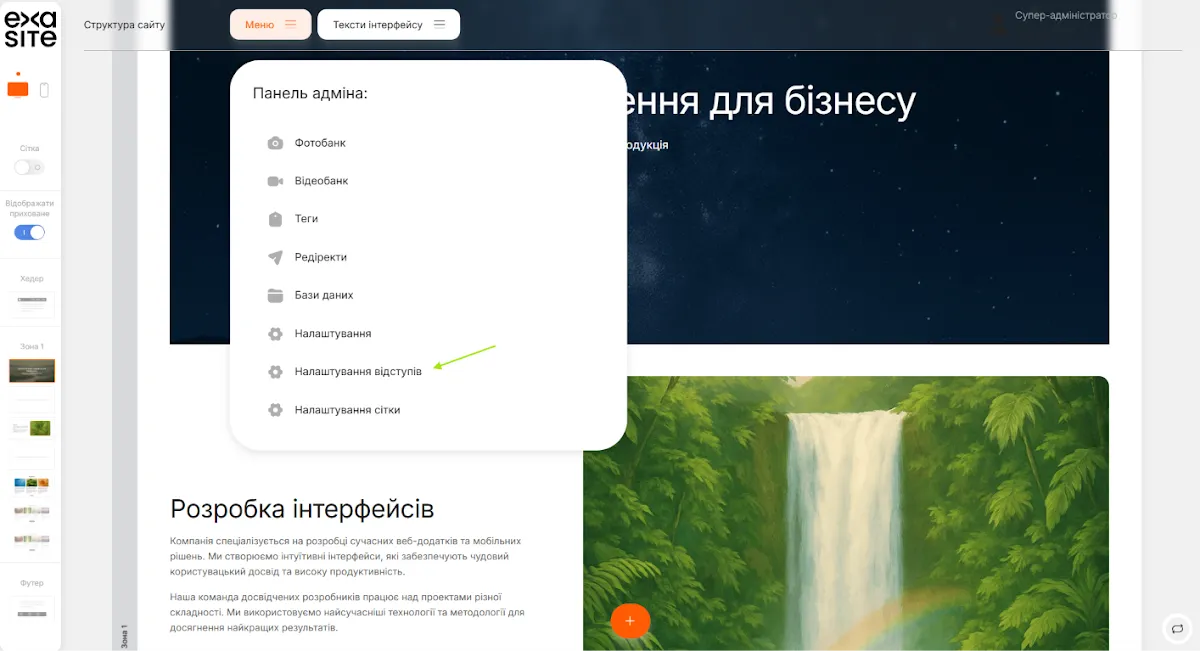 exa
SITE
Структура сайту
Меню
Тексти інтерфейсу
Супер-адміністратор
Сітка
Відображати
приховане
Хедер
Зона 1
Футер
Панель адміна:
Фотобанк
Відеобанк
Теги
Редіректи
Бази даних
Налаштування
Налаштування відступів
Налаштування сітки
ення для бізнесу
одукція
Розробка інтерфейсів
Компанія спеціалізується на розробці сучасних веб-додатків та мобільних
рішень. Ми створюємо інтуїтивні інтерфейси, які забезпечують чудовий
користувацький досвід та високу продуктивність.
Наша команда досвідчених розробників працює над проектами різної
складності. Ми використовуємо найсучасніші технології та методології для
досягнення найкращих результатів.
Зона 1